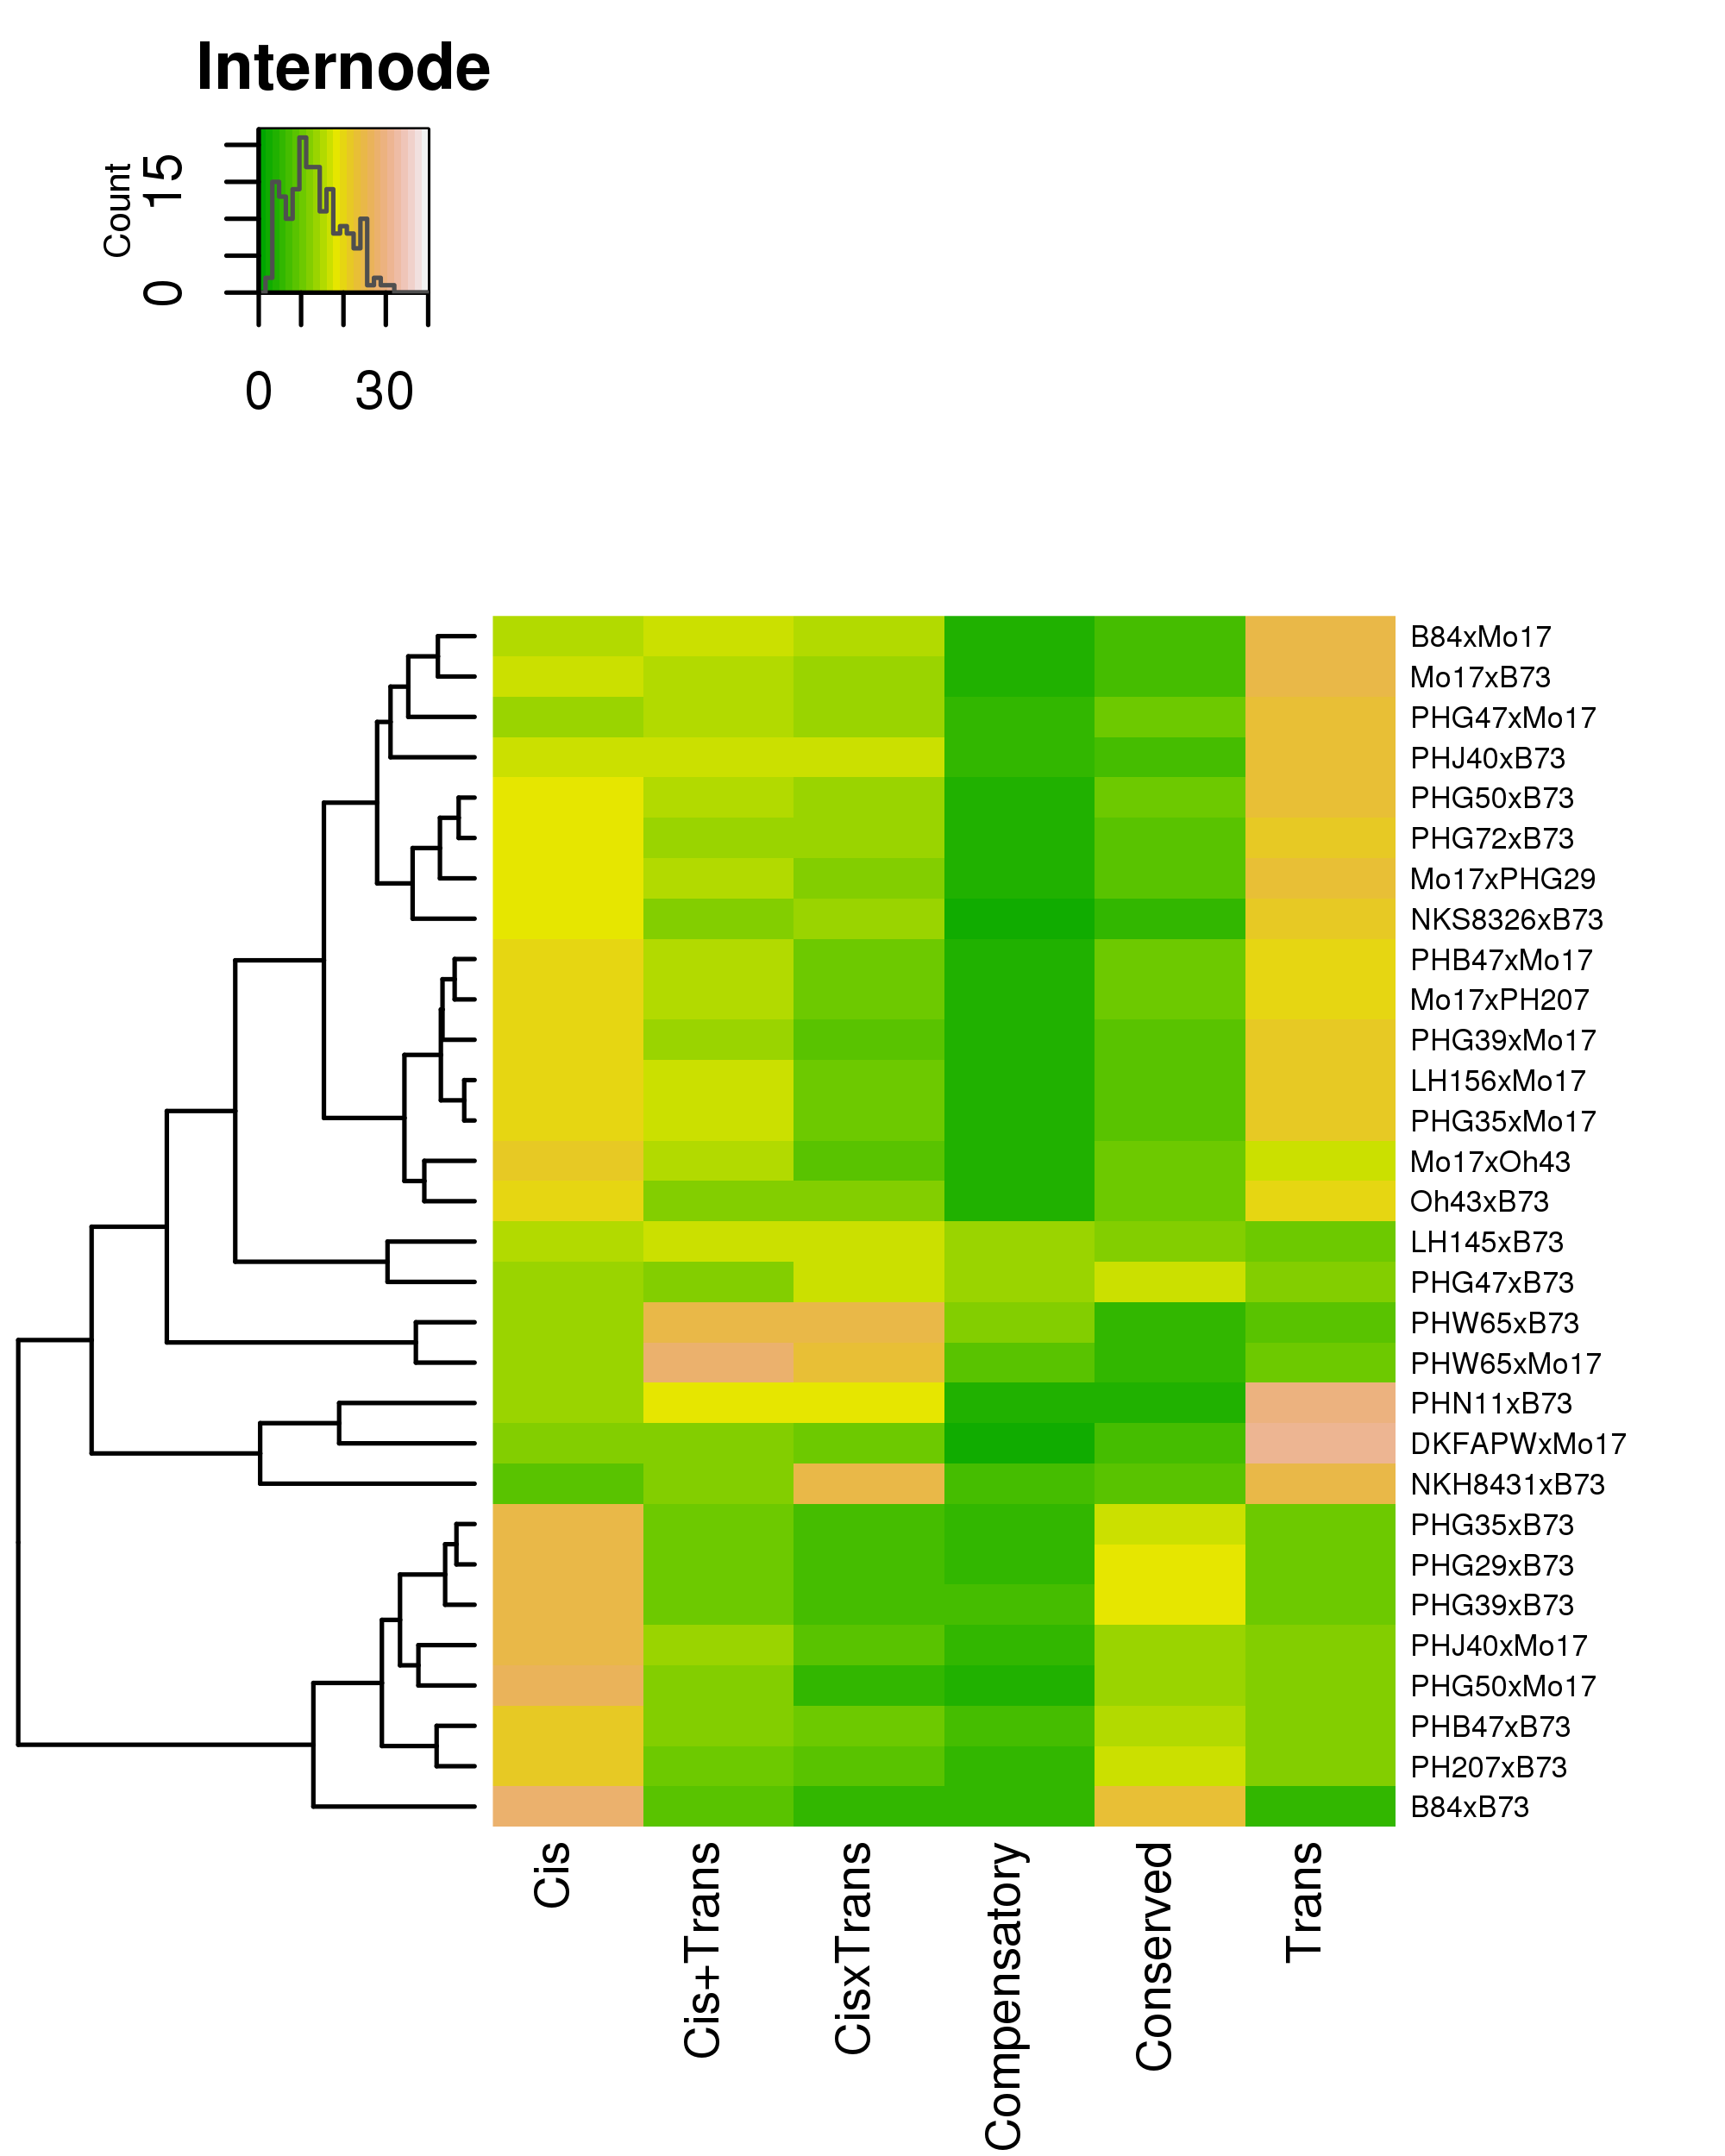 Internode
Count
0
15
0
30
B84xMo17
Mo17xB73
PHG47xMo17
PHJ40xB73
PHG50xB73
PHG72xB73
Mo17xPHG29
NKS8326xB73
PHB47xMo17
Mo17xPH207
PHG39xMo17
LH156xMo17
PHG35xMo17
Mo17xOh43
Oh43xB73
LH145xB73
PHG47xB73
PHW65xB73
PHW65xMo17
PHN11xB73
DKFAPWxMo17
NKH8431xB73
PHG35xB73
PHG29xB73
PHG39xB73
PHJ40xMo17
PHG50xMo17
PHB47xB73
PH207xB73
B84xB73
Cis
Cis+Trans
CisxTrans
Compensatory
Conserved
Trans